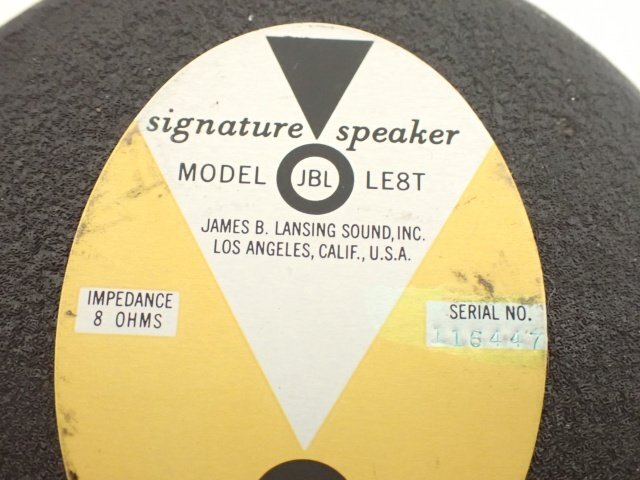 signature speaker
MODEL JBL LE8T
JAMES B. LANSING SOUND, INC.
LOS ANGELES, CALIF., U.S.A.
IMPEDANCE
8 OHMS
SERIAL NO.
116447